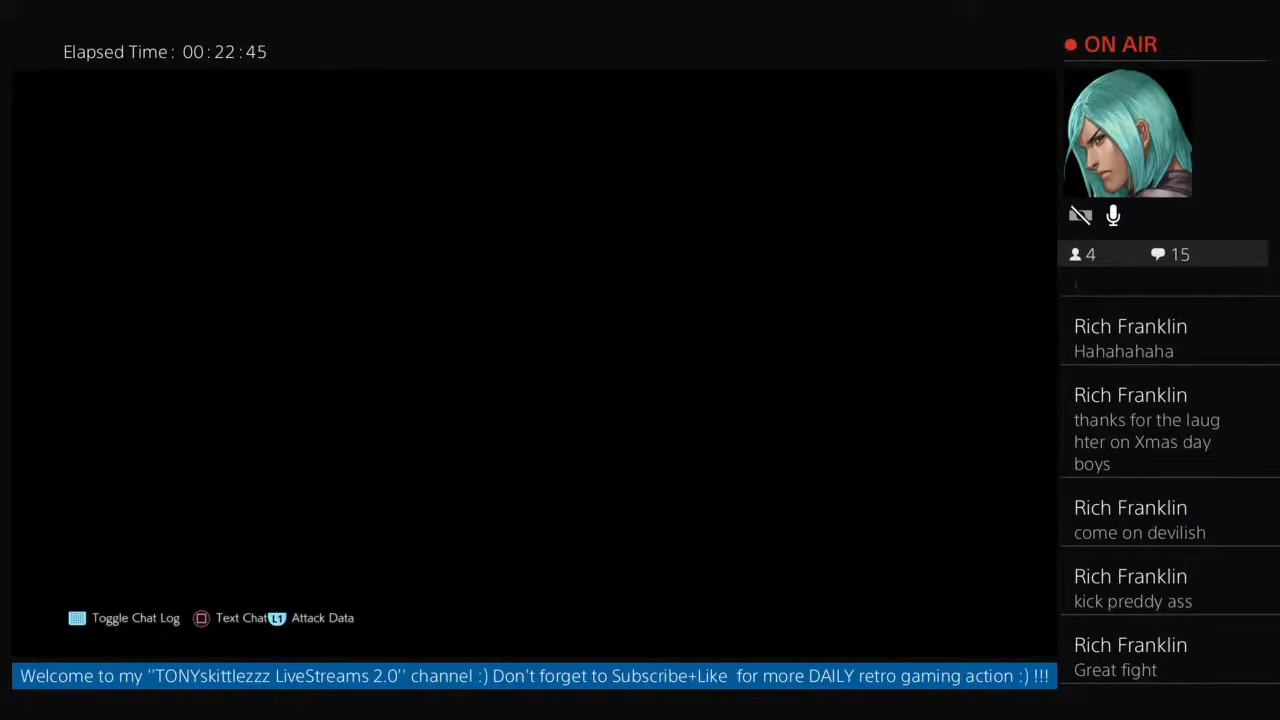 Elapsed Time: 00:22:45
ON AIR
4 15
Rich Franklin
Hahahahaha
Rich Franklin
thanks for the laug
hter on Xmas day
boys
Rich Franklin
come on devilish
Rich Franklin
kick preddy ass
Rich Franklin
Great fight
Toggle Chat Log Text Chat L1 Attack Data
Welcome to my "TONYskittlezzz LiveStreams 2.0" channel :) Don't forget to Subscribe+Like for more DAILY retro gaming action :) !!!